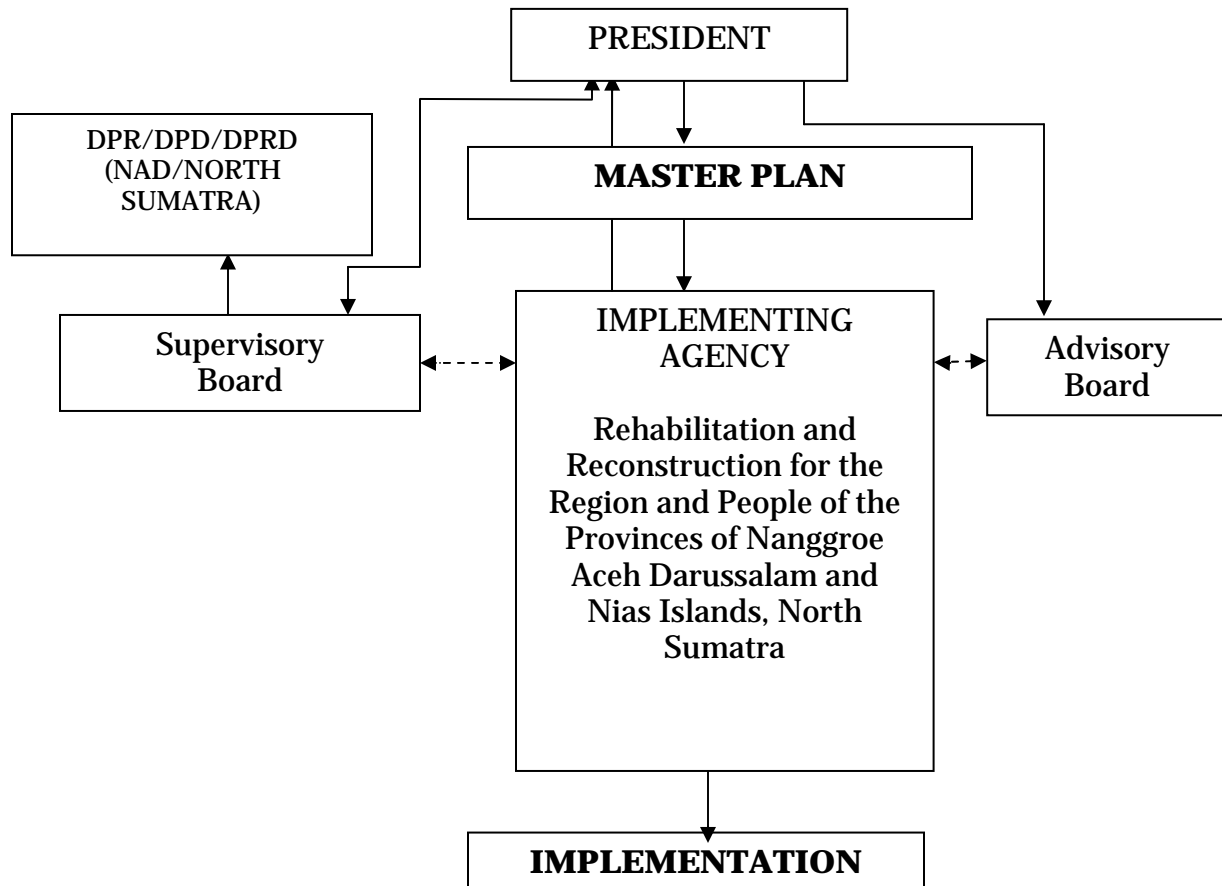 PRESIDENT
DPR/DPD/DPRD
(NAD/NORTH
SUMATRA)
MASTER PLAN
Supervisory
Board
IMPLEMENTING
AGENCY
Rehabilitation and
Reconstruction for the
Region and People of the
Provinces of Nanggroe
Aceh Darussalam and
Nias Islands, North
Sumatra
Advisory
Board
IMPLEMENTATION